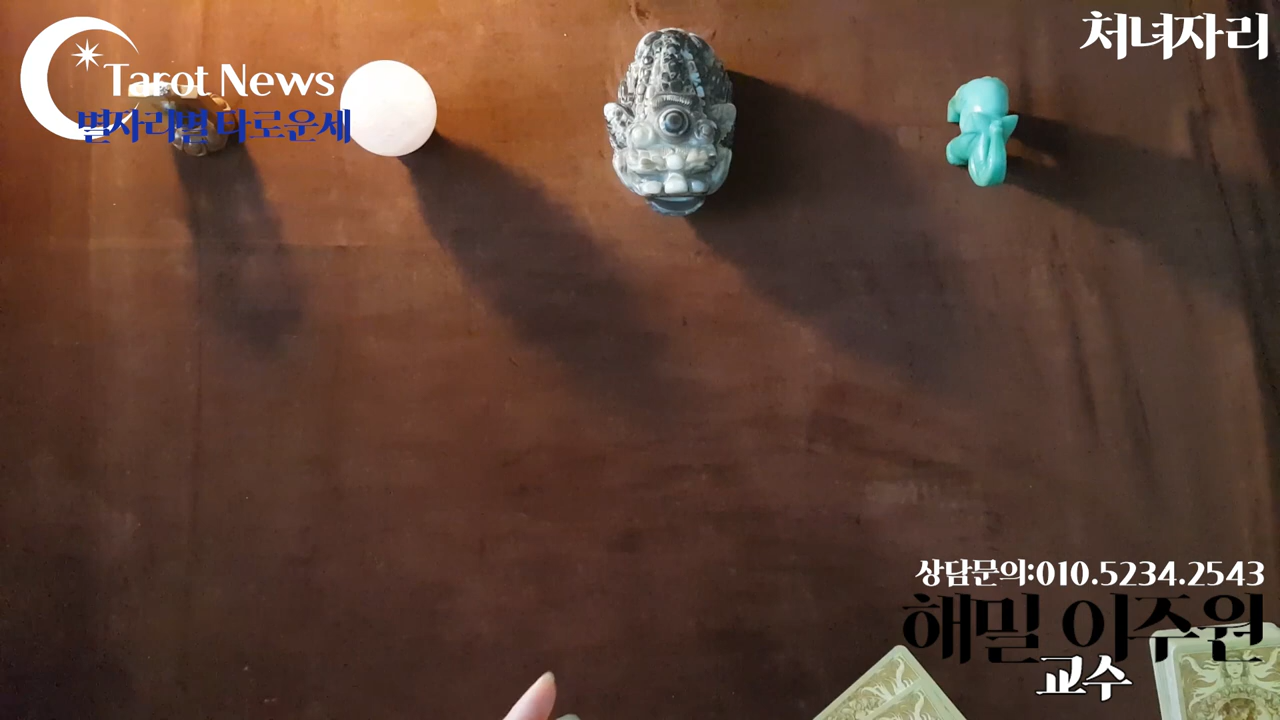 Tarot News
별자리별 타로운세
처녀자리
상담문의:010.5234.2543
해밀 이주원
교수